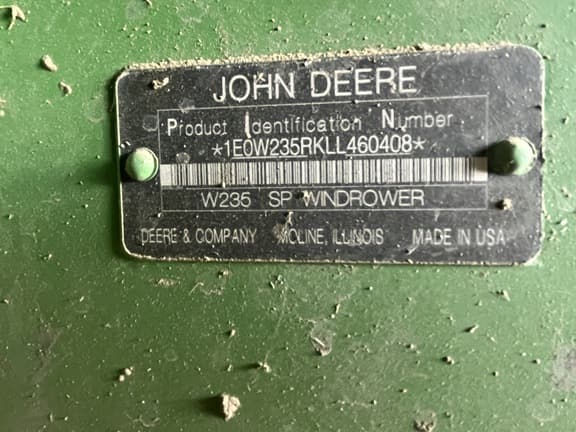 JOHN DEERE
Product Identification Number
*1E0W235RKLL460408*
W235 SP WINDROWER
DEERE & COMPANY MOLINE, ILLINOIS MADE IN USA